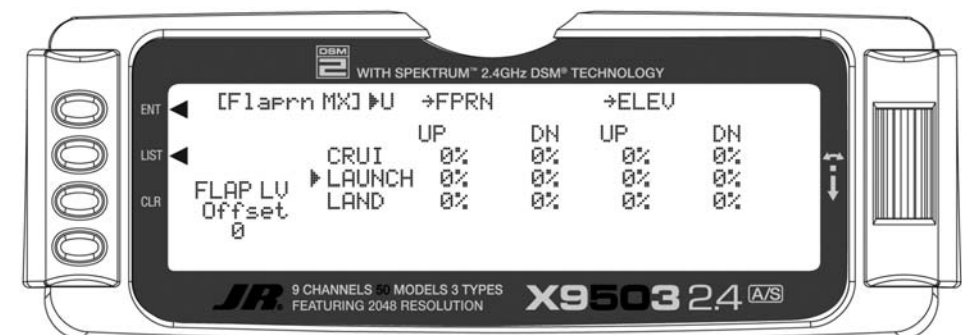 DSM
2 WITH SPEKTRUM™ 2.4GHz DSM® TECHNOLOGY
ENT
LIST
CLR
[Flaprn MX] U →FPRN →ELEV
UP DN UP DN
CRUI 0% 0% 0% 0%
LAUNCH 0% 0% 0% 0%
LAND 0% 0% 0% 0%
FLAP LV
Offset
0
JR. 9 CHANNELS 50 MODELS 3 TYPES
FEATURING 2048 RESOLUTION
X9503 2.4 A/S